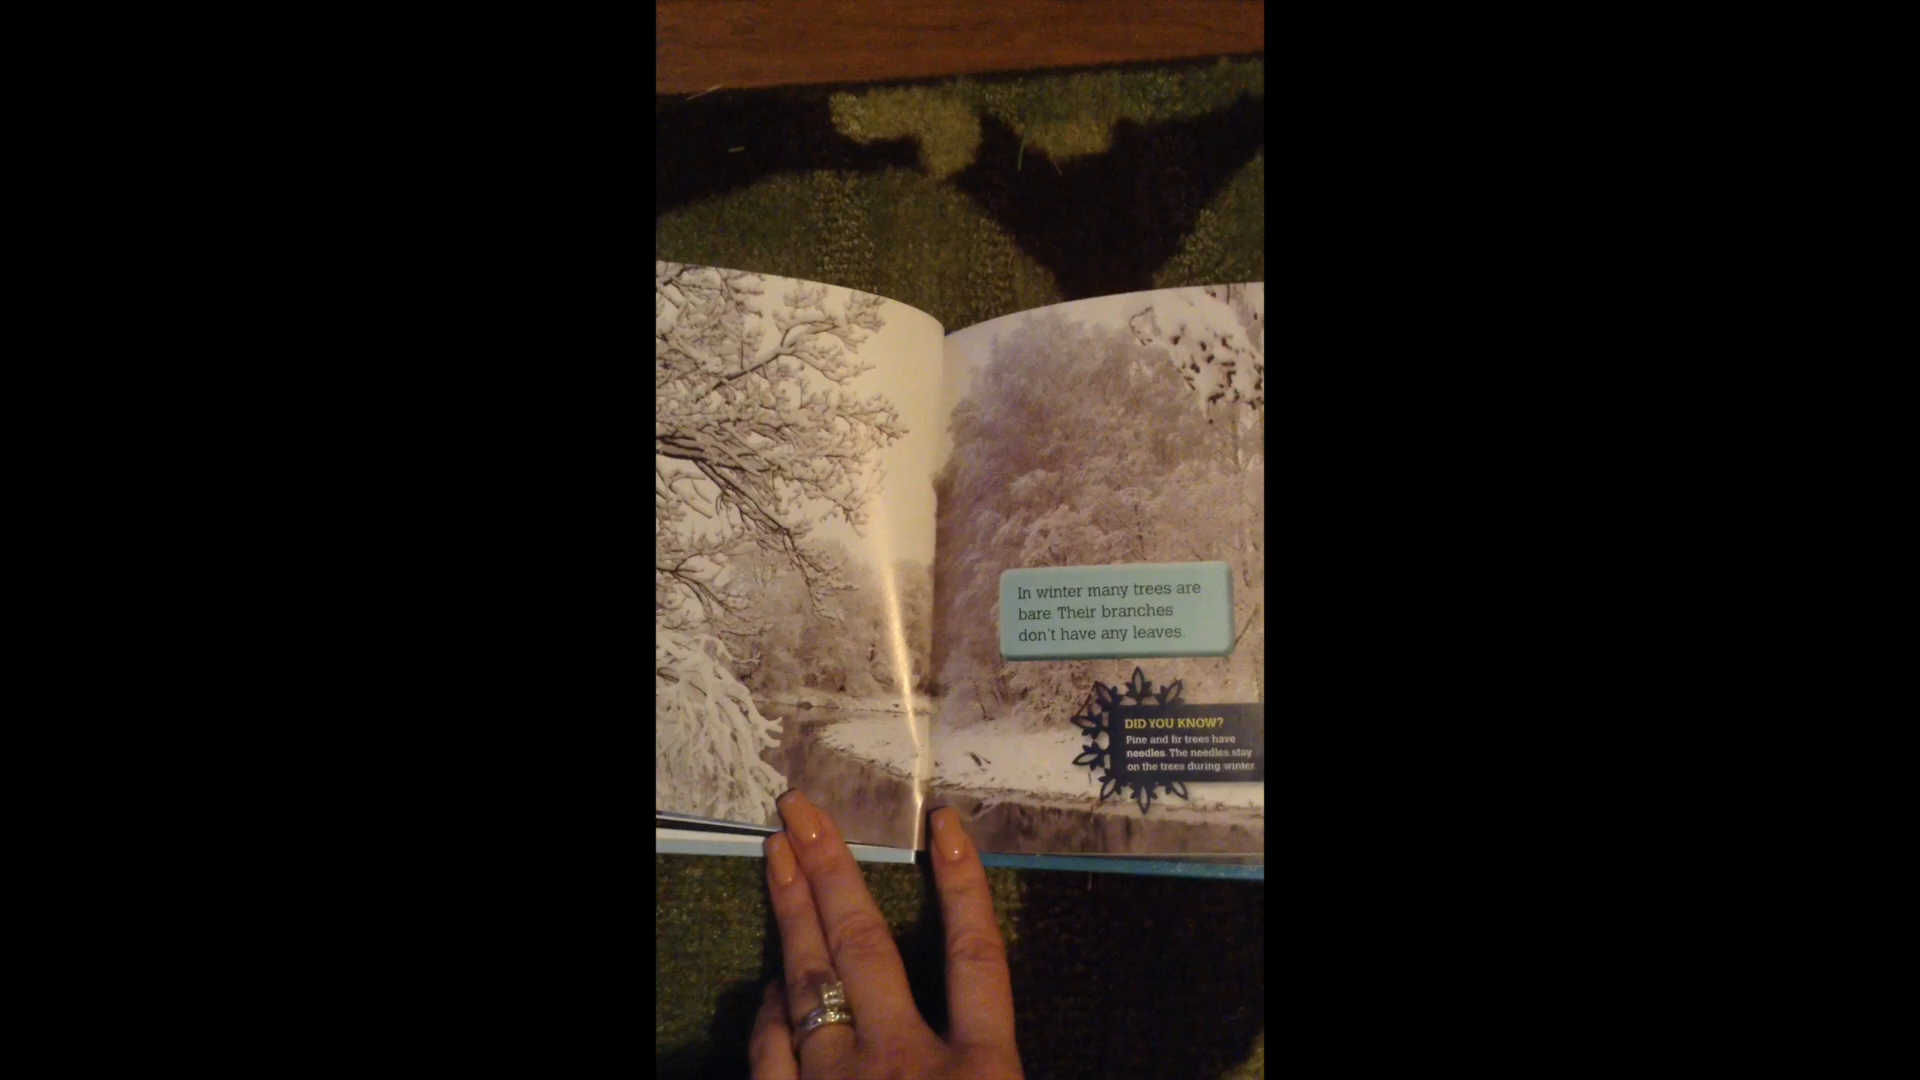 In winter many trees are
bare. Their branches
don't have any leaves.
DID YOU KNOW?
Pine and fir trees have
needles. The needles stay
on the trees during winter.